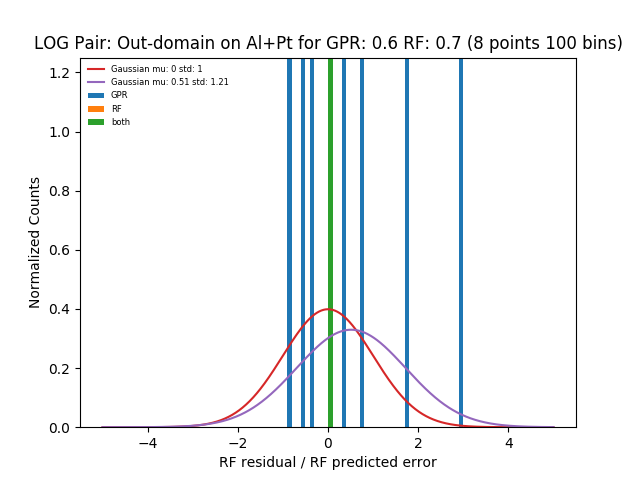 LOG Pair: Out-domain on Al+Pt for GPR: 0.6 RF: 0.7 (8 points 100 bins)
Gaussian mu: 0 std: 1
Gaussian mu: 0.51 std: 1.21
GPR
RF
both
1.2
1.0
0.8
0.6
0.4
0.2
0.0
Normalized Counts
−4 −2 0 2 4
RF residual / RF predicted error